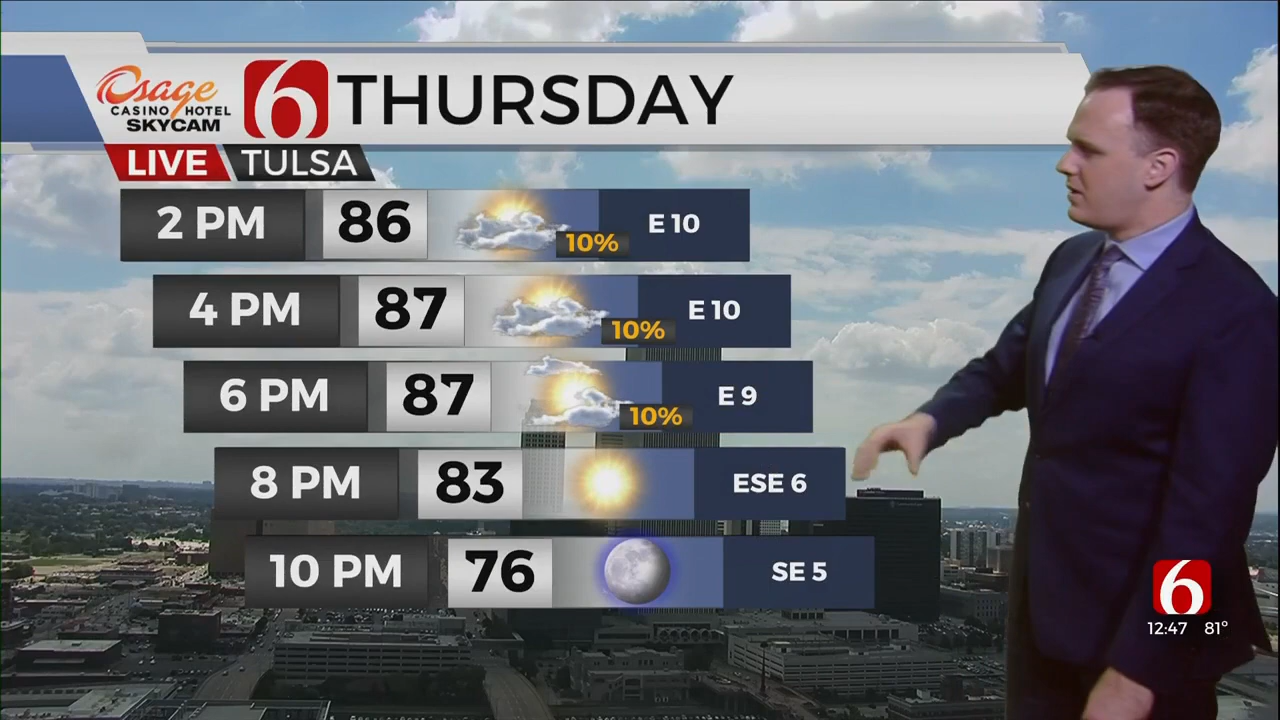 Osage
CASINO HOTEL
SKYCAM
6 THURSDAY
LIVE TULSA
2 PM 86 10% E 10
4 PM 87 10% E 10
6 PM 87 10% E 9
8 PM 83 ESE 6
10 PM 76 SE 5
6
12:47 81°